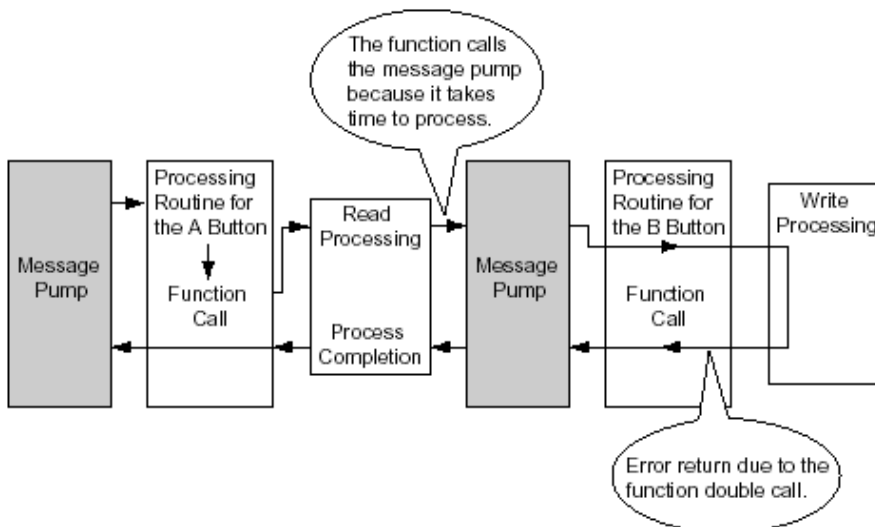 The function calls
the message pump
because it takes
time to process.
Message
Pump
Processing
Routine for
the A Button
Function
Call
Read
Processing
Process
Completion
Message
Pump
Processing
Routine for
the B Button
Function
Call
Write
Processing
Error return due to the
function double call.